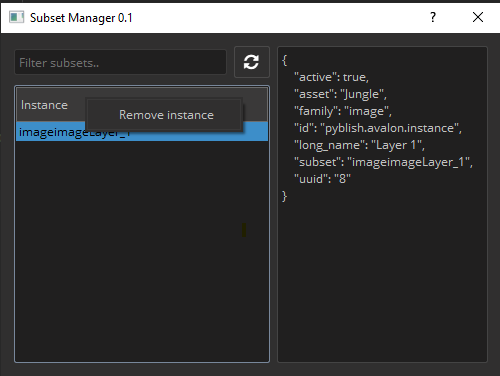 Subset Manager 0.1
?
Filter subsets..
Instance
Remove instance
imageimageLayer_1
{
"active": true,
"asset": "Jungle",
"family": "image",
"id": "pyblish.avalon.instance",
"long_name": "Layer 1",
"subset": "imageimageLayer_1",
"uuid": "8"
}